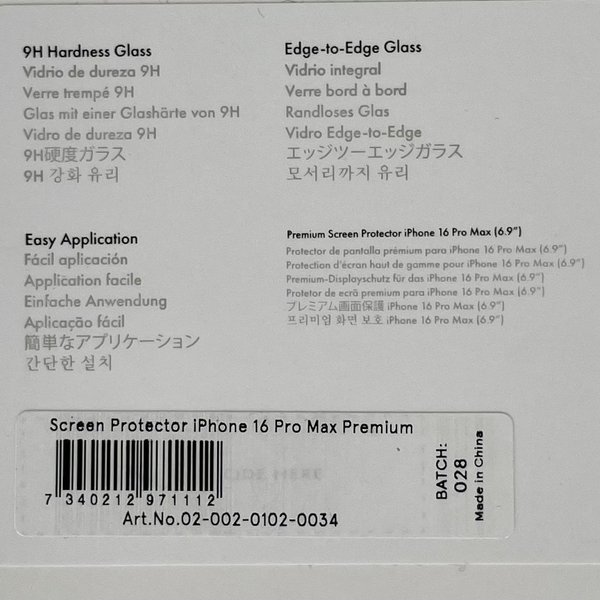 9H Hardness Glass
Vidrio de dureza 9H
Verre trempé 9H
Glas mit einer Glashärte von 9H
Vidro de dureza 9H
9H硬度ガラス
9H 강화 유리
Edge-to-Edge Glass
Vidrio integral
Verre bord à bord
Randloses Glas
Vidro Edge-to-Edge
エッジツーエッジガラス
모서리까지 유리
Easy Application
Fácil aplicación
Application facile
Einfache Anwendung
Aplicação fácil
簡単なアプリケーション
간단한 설치
Premium Screen Protector iPhone 16 Pro Max (6.9”)
Protector de pantalla prémium para iPhone 16 Pro Max (6.9”)
Protection d'écran haut de gamme pour iPhone 16 Pro Max (6.9”)
Premium-Displayschutz für das iPhone 16 Pro Max (6.9”)
Protetor de ecrã premium para iPhone 16 Pro Max (6.9”)
プレミアム画面保護 iPhone 16 Pro Max (6.9”)
프리미엄 화면 보호 iPhone 16 Pro Max (6.9”)
Screen Protector iPhone 16 Pro Max Premium
7 340212 971112
Art.No.02-002-0102-0034
BATCH:
028
Made in China